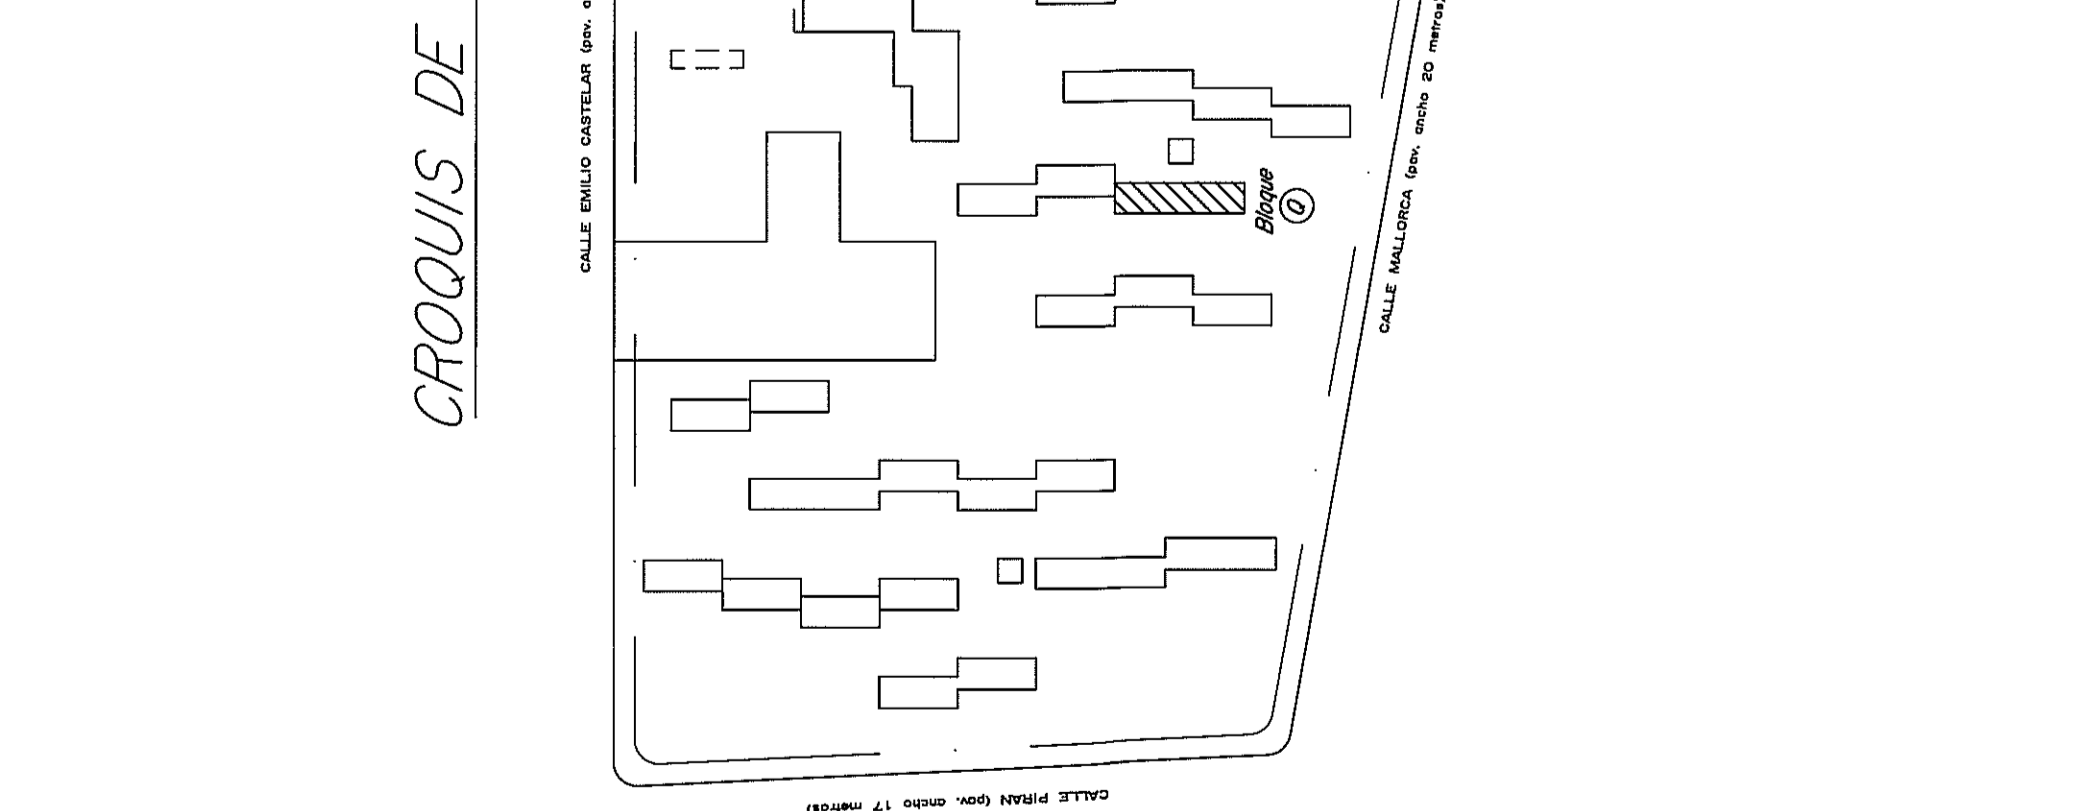 CROQUIS DE
CALLE EMILIO CASTELAR (pav. a
Bloque
Q
CALLE MALLORCA (pav. ancho 20 metros)
CALLE PIRAN (pav. ancho 17 metros)